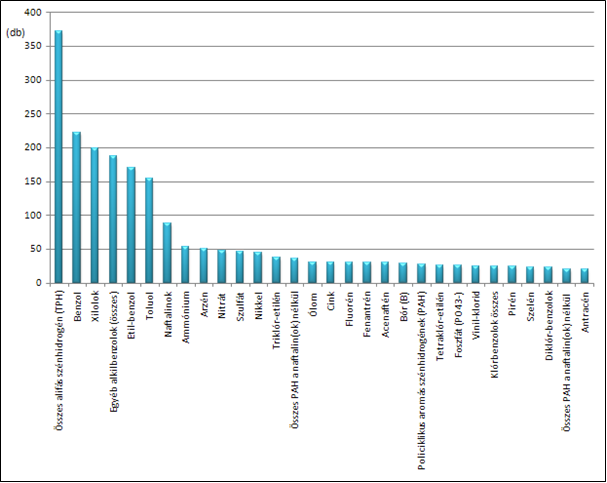 400
(db)
350
300
250
200
150
100
50
0
Összes alifás szénhidrogén (TPH)
Benzol
Xilolok
Egyéb alkilbenzolok (összes)
Etil-benzol
Toluol
Naftalinok
Ammónium
Arzén
Nitrát
Szulfát
Nikkel
Triklór-etilén
Összes PAH a naftalin(ok) nélkül
Ólom
Cink
Fluorén
Fenantrén
Acenaftén
Bór (B)
Policiklikus aromás szénhidrogének (PAH)
Tetraklór-etilén
Foszfát (PO43-)
Vinil-klorid
Klórbenzolok összes
Pirén
Szelén
Diklór-benzolok
Összes PAH a naftalin(ok) nélkül
Antracén